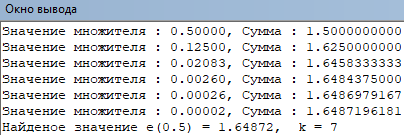 Окно вывода
Значение множителя : 0.50000, Сумма : 1.5000000000
Значение множителя : 0.12500, Сумма : 1.6250000000
Значение множителя : 0.02083, Сумма : 1.6458333333
Значение множителя : 0.00260, Сумма : 1.6484375000
Значение множителя : 0.00026, Сумма : 1.6486979167
Значение множителя : 0.00002, Сумма : 1.6487196181
Найденое значение e(0.5) = 1.64872,  k = 7